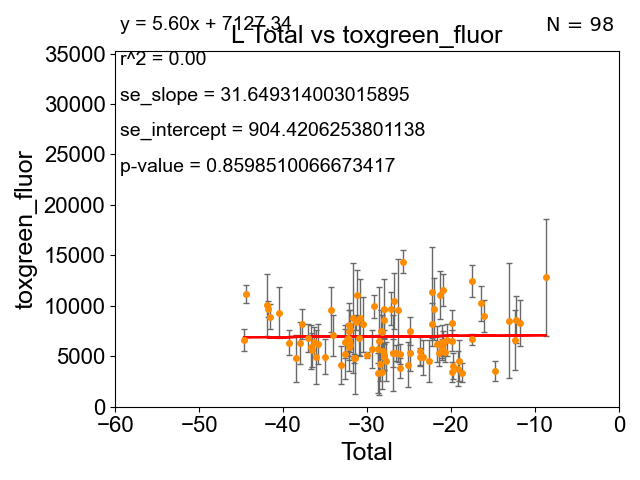 y = 5.60x + 7127.34
N = 98
L Total vs toxgreen_fluor
r^2 = 0.00
se_slope = 31.649314003015895
se_intercept = 904.4206253801138
p-value = 0.8598510066673417
35000
30000
25000
20000
15000
10000
5000
0
toxgreen_fluor
−60
−50
−40
−30
−20
−10
0
Total